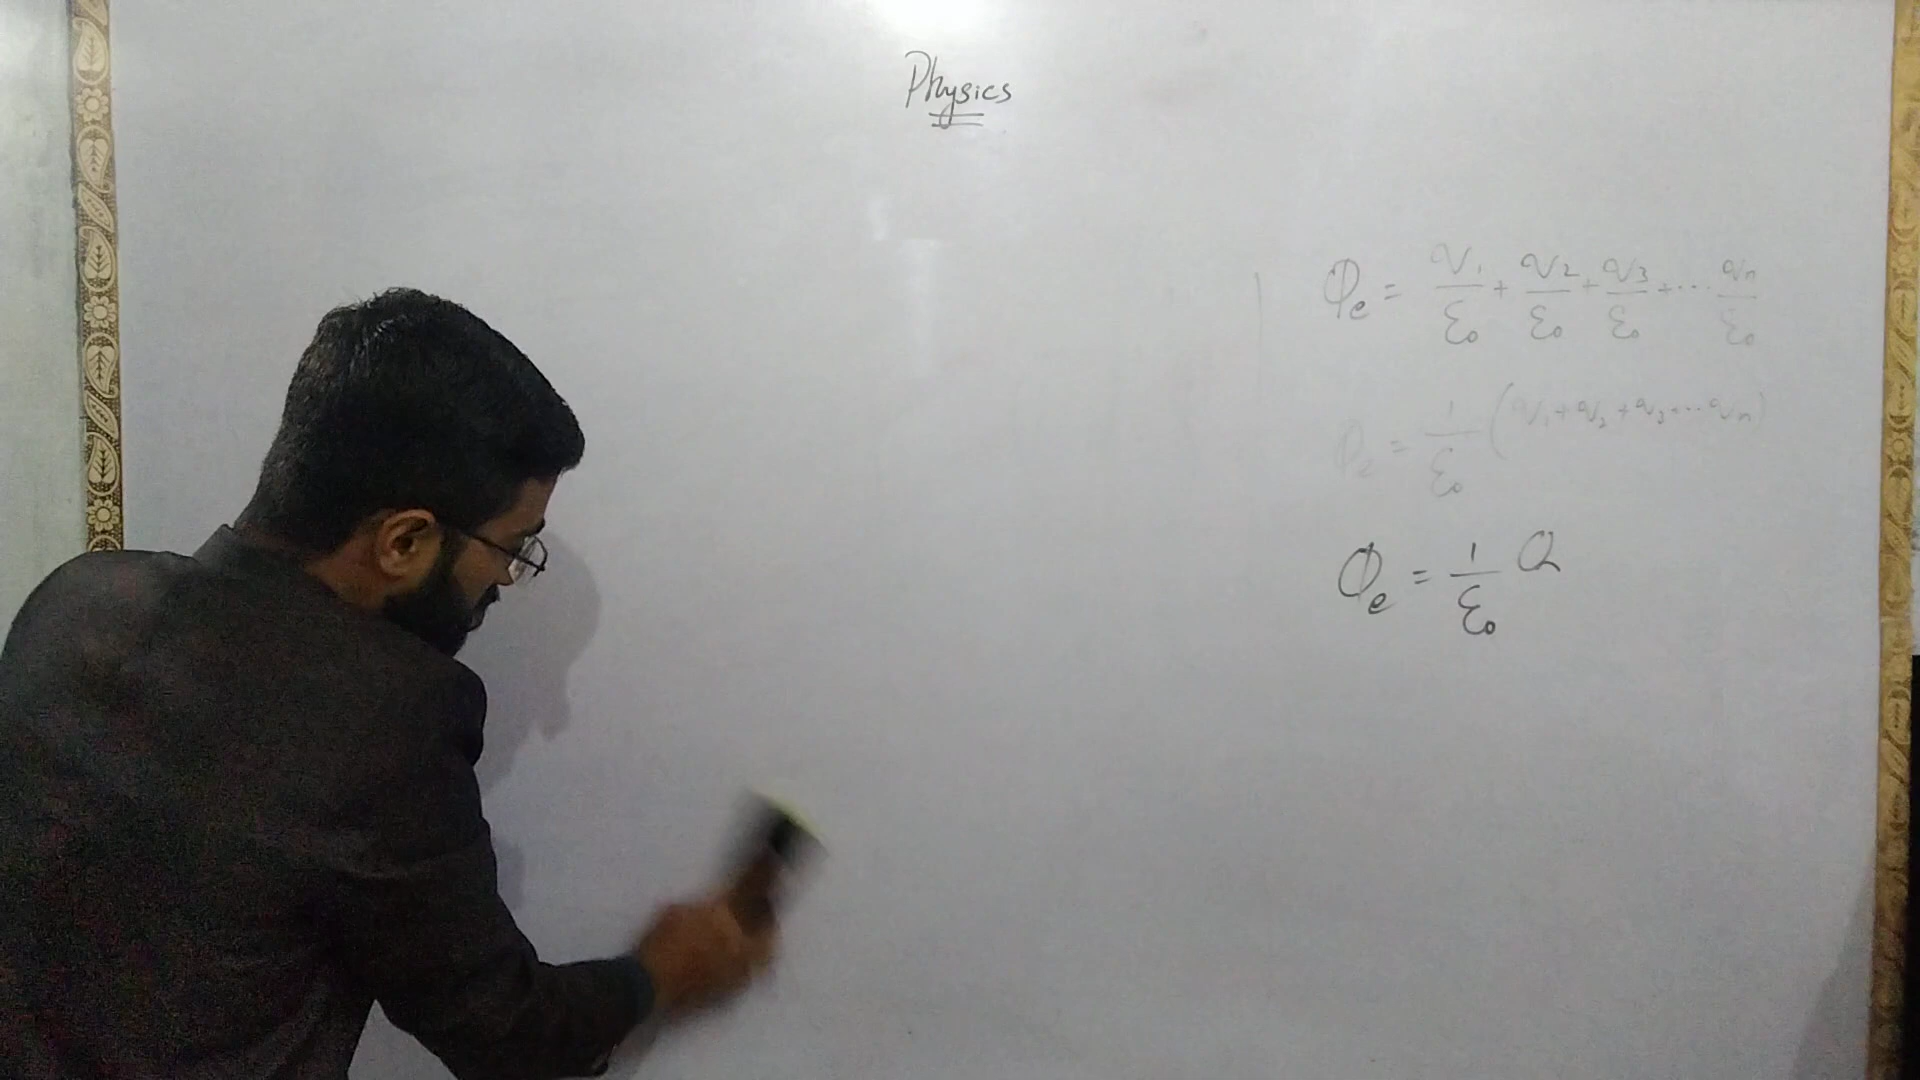 Physics
Φe = q1/ε0 + q2/ε0 + q3/ε0 + ... qn/ε0
Φe = 1/ε0 (q1 + q2 + q3 + ... qn)
Φe = 1/ε0 Q